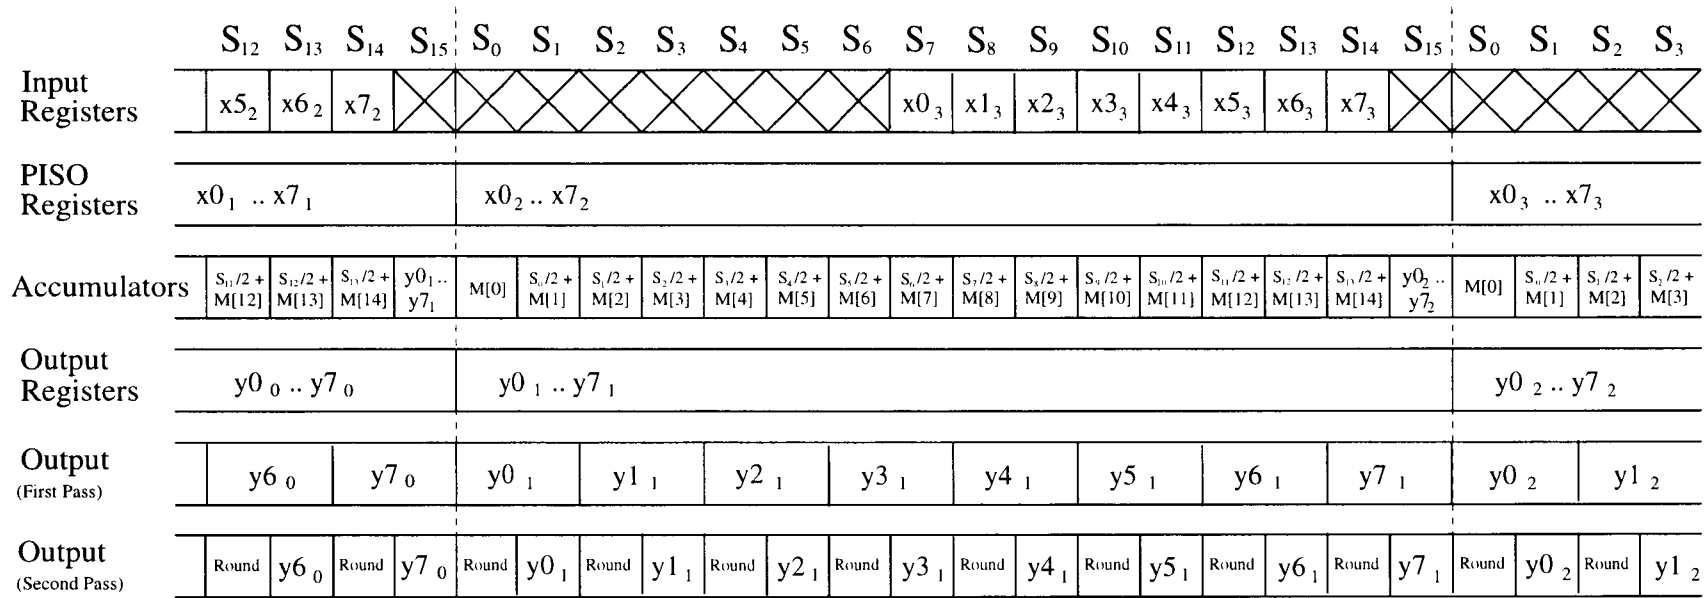 S₁₂ S₁₃ S₁₄ S₁₅ S₀ S₁ S₂ S₃ S₄ S₅ S₆ S₇ S₈ S₉ S₁₀ S₁₁ S₁₂ S₁₃ S₁₄ S₁₅ S₀ S₁ S₂ S₃
Input
Registers
x5₂ x6₂ x7₂ x0₃ x1₃ x2₃ x3₃ x4₃ x5₃ x6₃ x7₃
PISO
Registers
x0₁ .. x7₁ x0₂ .. x7₂ x0₃ .. x7₃
Accumulators
S₁₁/2 + S₁₂/2 + S₁₃/2 + y0₁ .. S₀/2 + S₁/2 + S₂/2 + S₃/2 + S₄/2 + S₅/2 + S₆/2 + S₇/2 + S₈/2 + S₉/2 + S₁₀/2 + S₁₁/2 + S₁₂/2 + S₁₃/2 + y0₂ .. S₀/2 + S₁/2 + S₂/2 +
M[12] M[13] M[14] y7₁ M[0] M[1] M[2] M[3] M[4] M[5] M[6] M[7] M[8] M[9] M[10] M[11] M[12] M[13] M[14] y7₂ M[0] M[1] M[2] M[3]
Output
Registers
y0₀ .. y7₀ y0₁ .. y7₁ y0₂ .. y7₂
Output
(First Pass)
y6₀ y7₀ y0₁ y1₁ y2₁ y3₁ y4₁ y5₁ y6₁ y7₁ y0₂ y1₂
Output
(Second Pass)
Round y6₀ Round y7₀ Round y0₁ Round y1₁ Round y2₁ Round y3₁ Round y4₁ Round y5₁ Round y6₁ Round y7₁ Round y0₂ Round y1₂